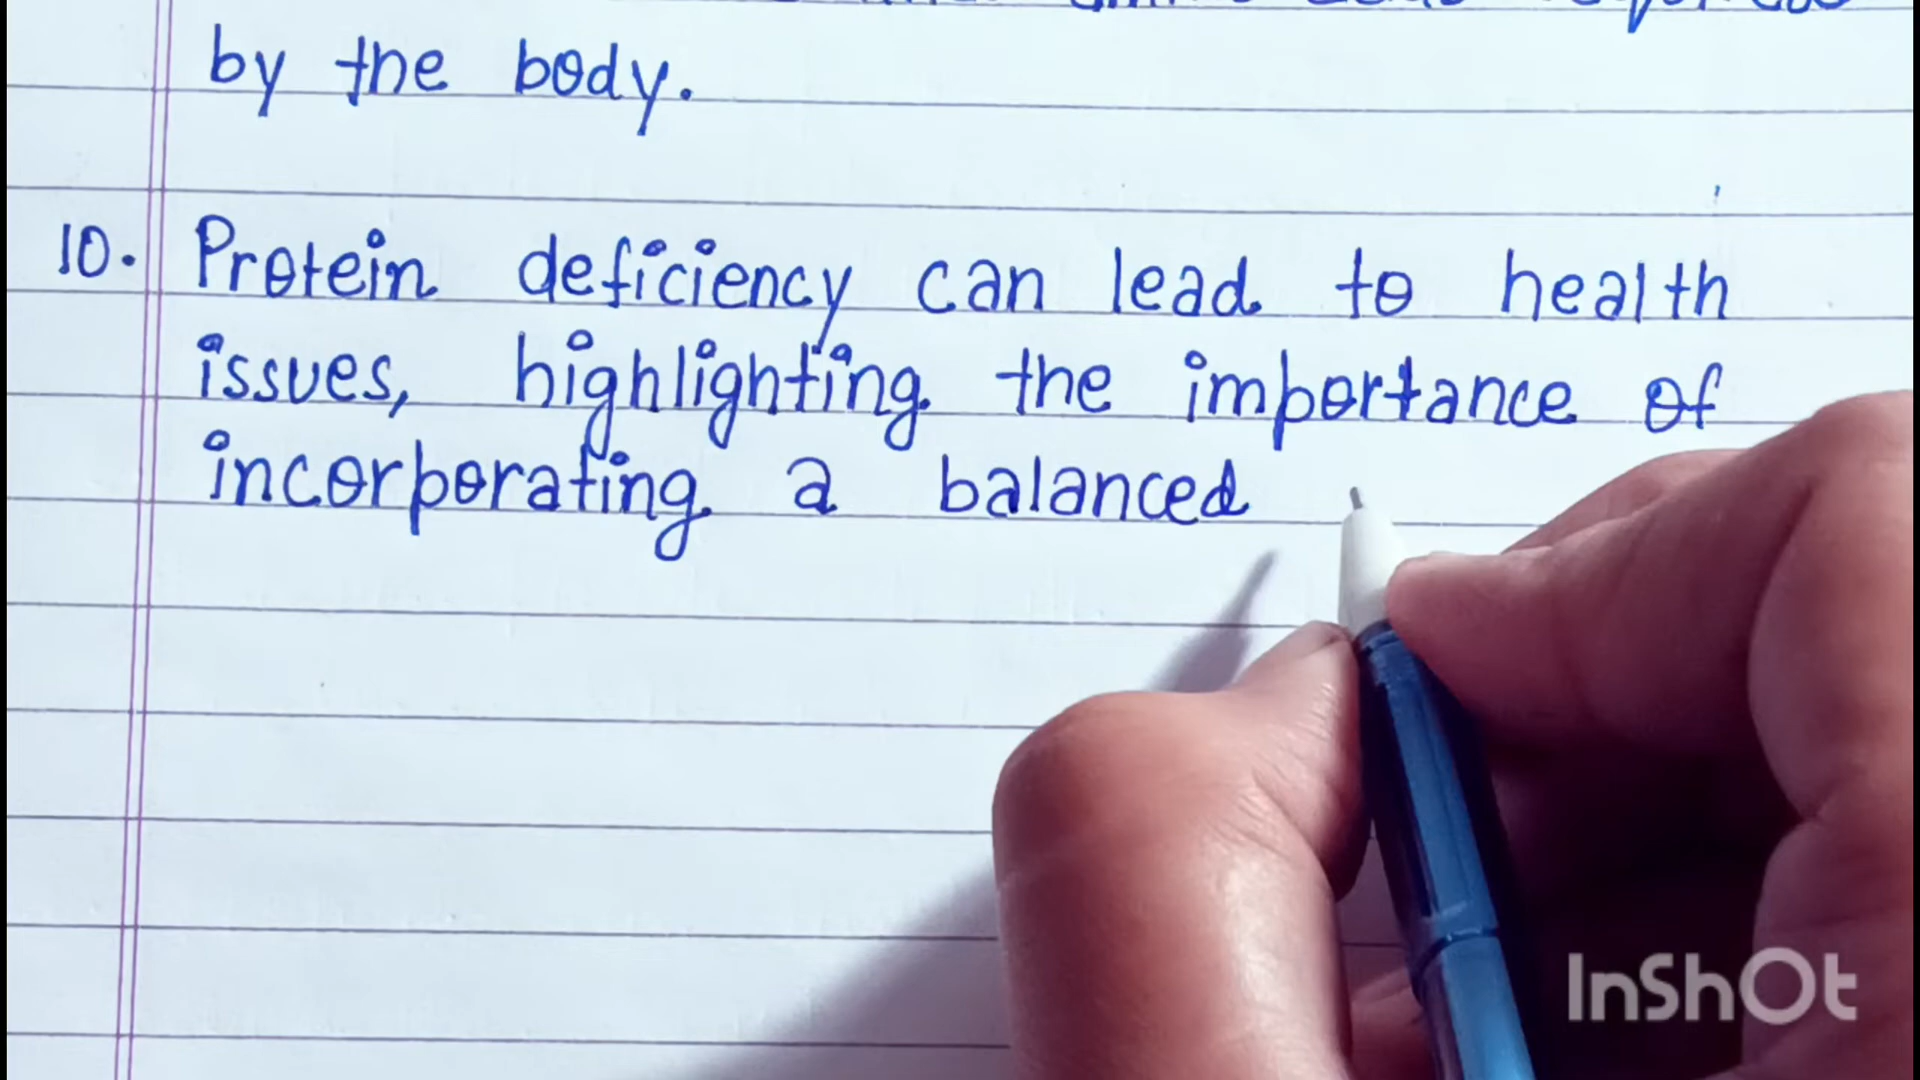 by the body.
10. Protein deficiency can lead to health
issues, highlighting the importance of
incorporating a balanced
InShOt